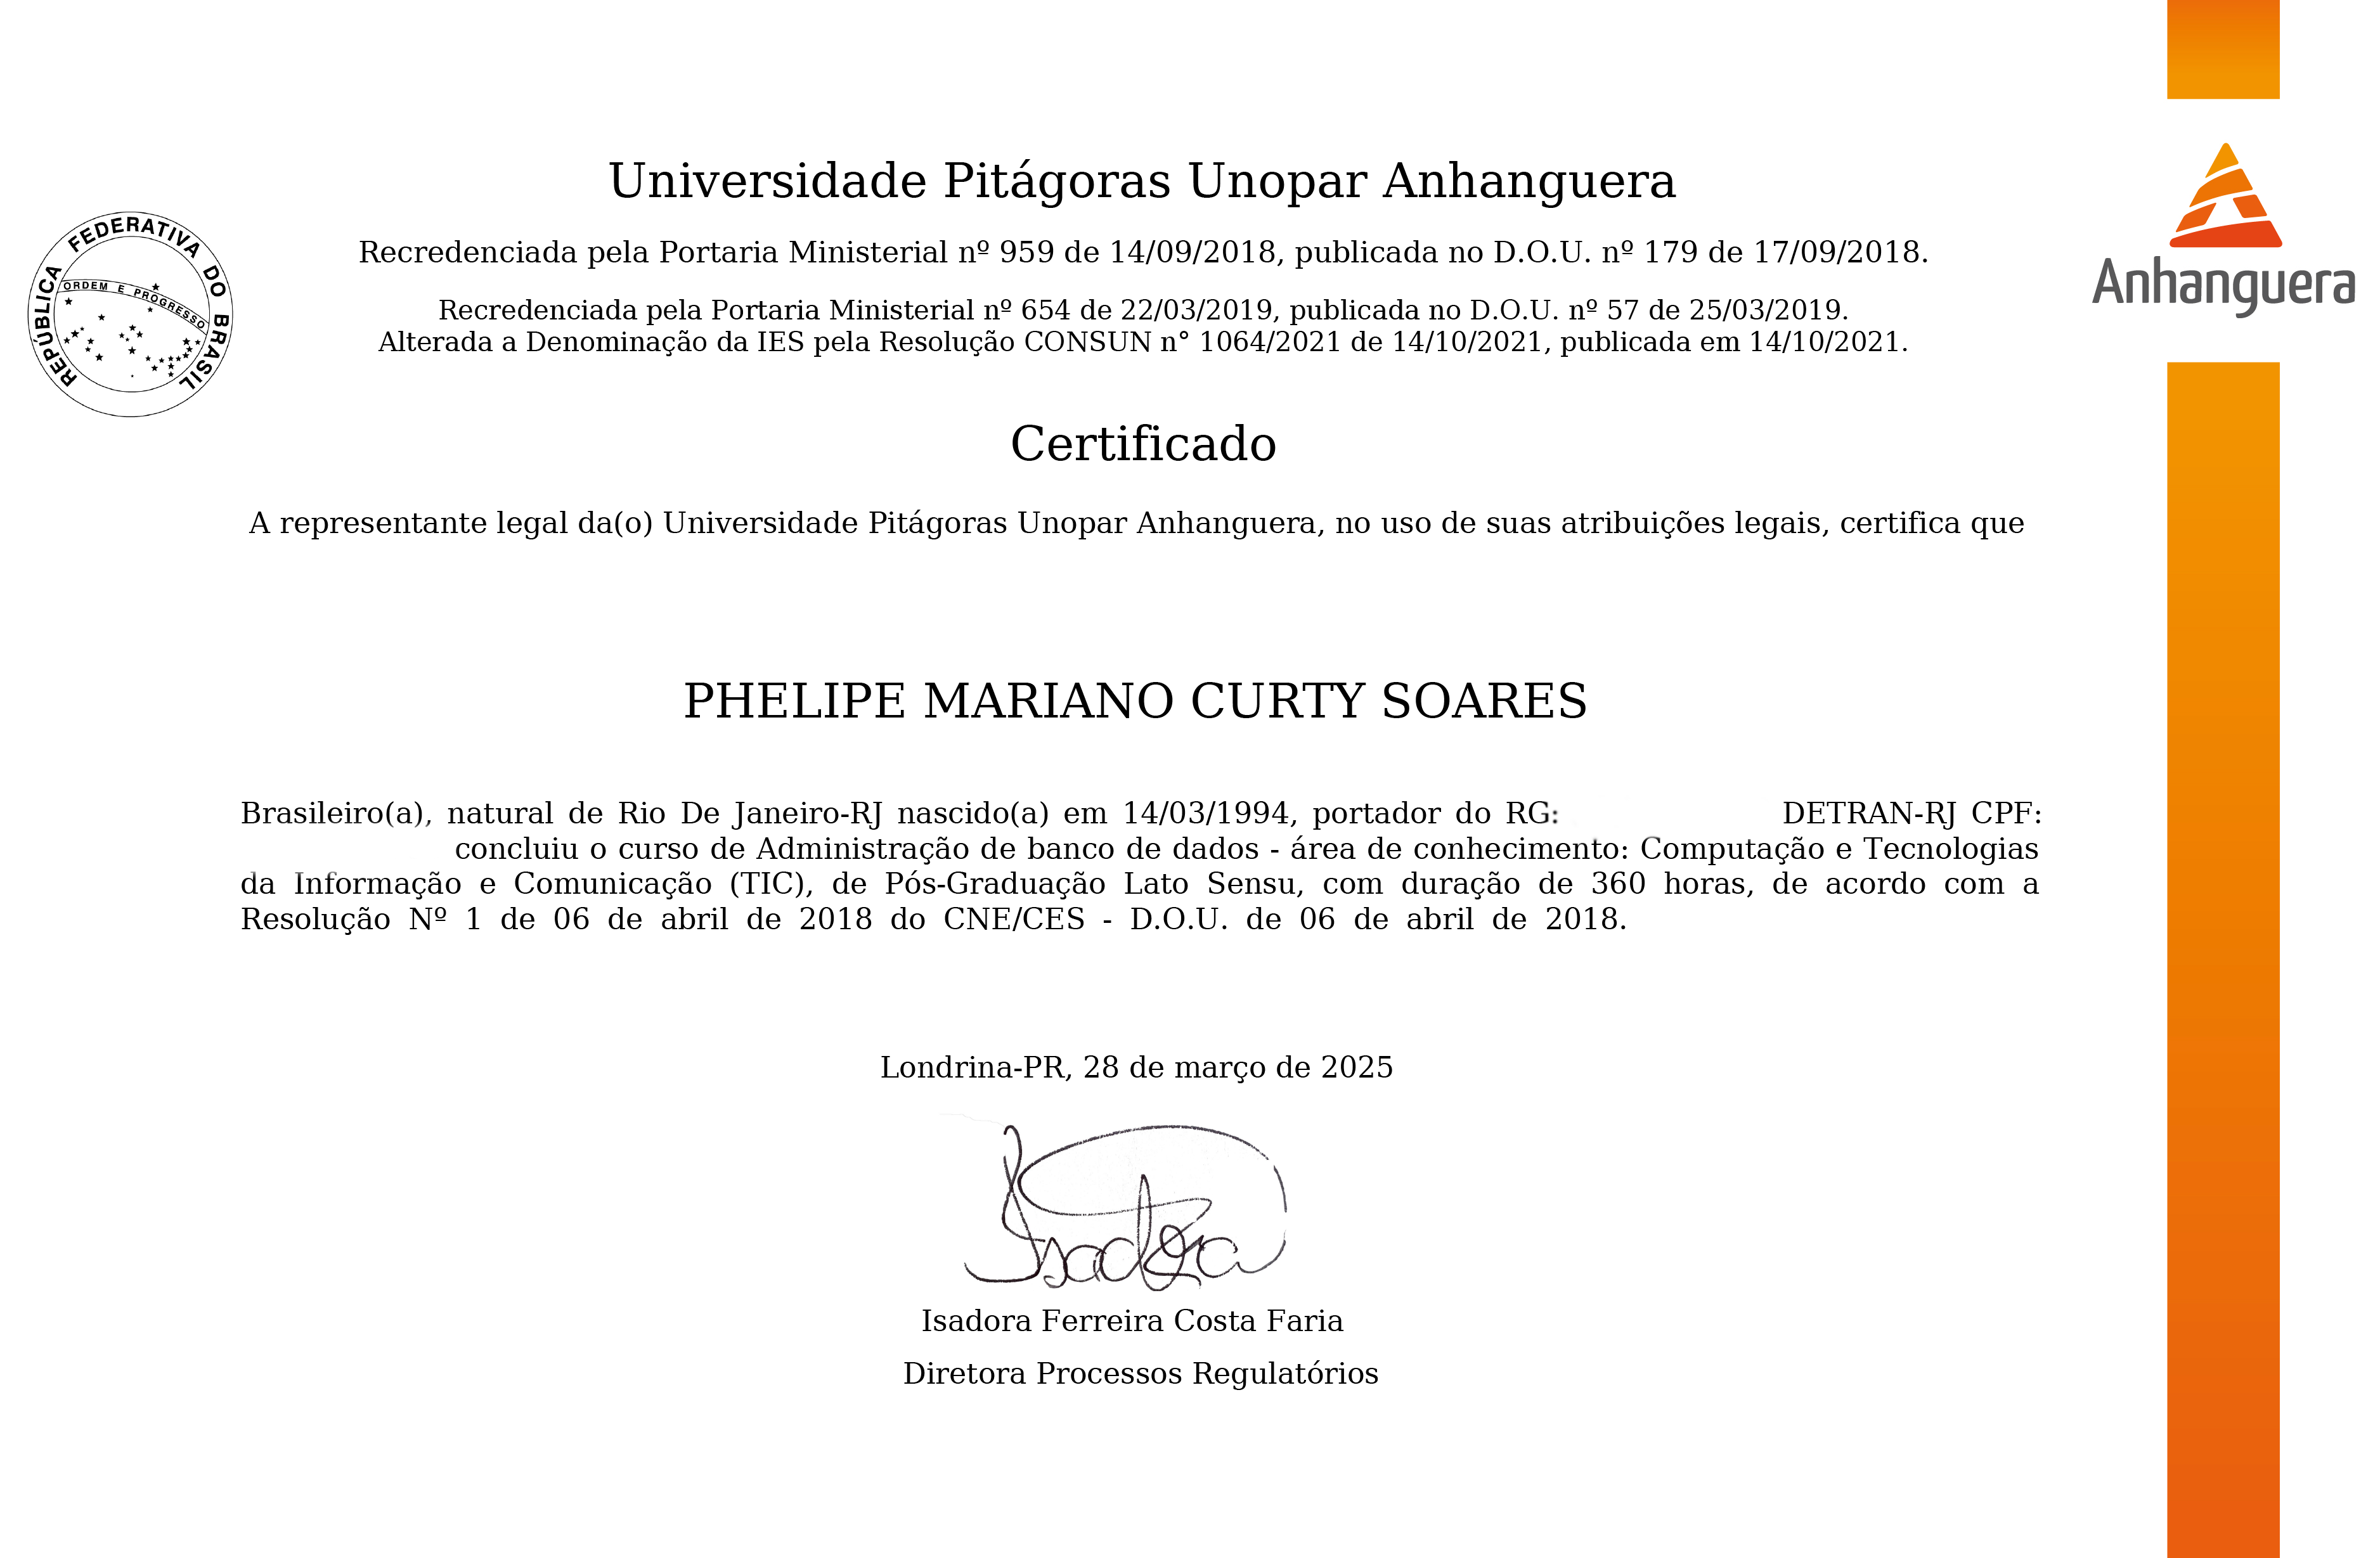 Universidade Pitágoras Unopar Anhanguera
Recredenciada pela Portaria Ministerial nº 959 de 14/09/2018, publicada no D.O.U. nº 179 de 17/09/2018.
Recredenciada pela Portaria Ministerial nº 654 de 22/03/2019, publicada no D.O.U. nº 57 de 25/03/2019.
Alterada a Denominação da IES pela Resolução CONSUN n° 1064/2021 de 14/10/2021, publicada em 14/10/2021.
REPÚBLICA FEDERATIVA DO BRASIL
ORDEM E PROGRESSO
Anhanguera
Certificado
A representante legal da(o) Universidade Pitágoras Unopar Anhanguera, no uso de suas atribuições legais, certifica que
PHELIPE MARIANO CURTY SOARES
Brasileiro(a), natural de Rio De Janeiro-RJ nascido(a) em 14/03/1994, portador do RG: DETRAN-RJ CPF:
concluiu o curso de Administração de banco de dados - área de conhecimento: Computação e Tecnologias
da Informação e Comunicação (TIC), de Pós-Graduação Lato Sensu, com duração de 360 horas, de acordo com a
Resolução Nº 1 de 06 de abril de 2018 do CNE/CES - D.O.U. de 06 de abril de 2018.
Londrina-PR, 28 de março de 2025
Isadora
Isadora Ferreira Costa Faria
Diretora Processos Regulatórios